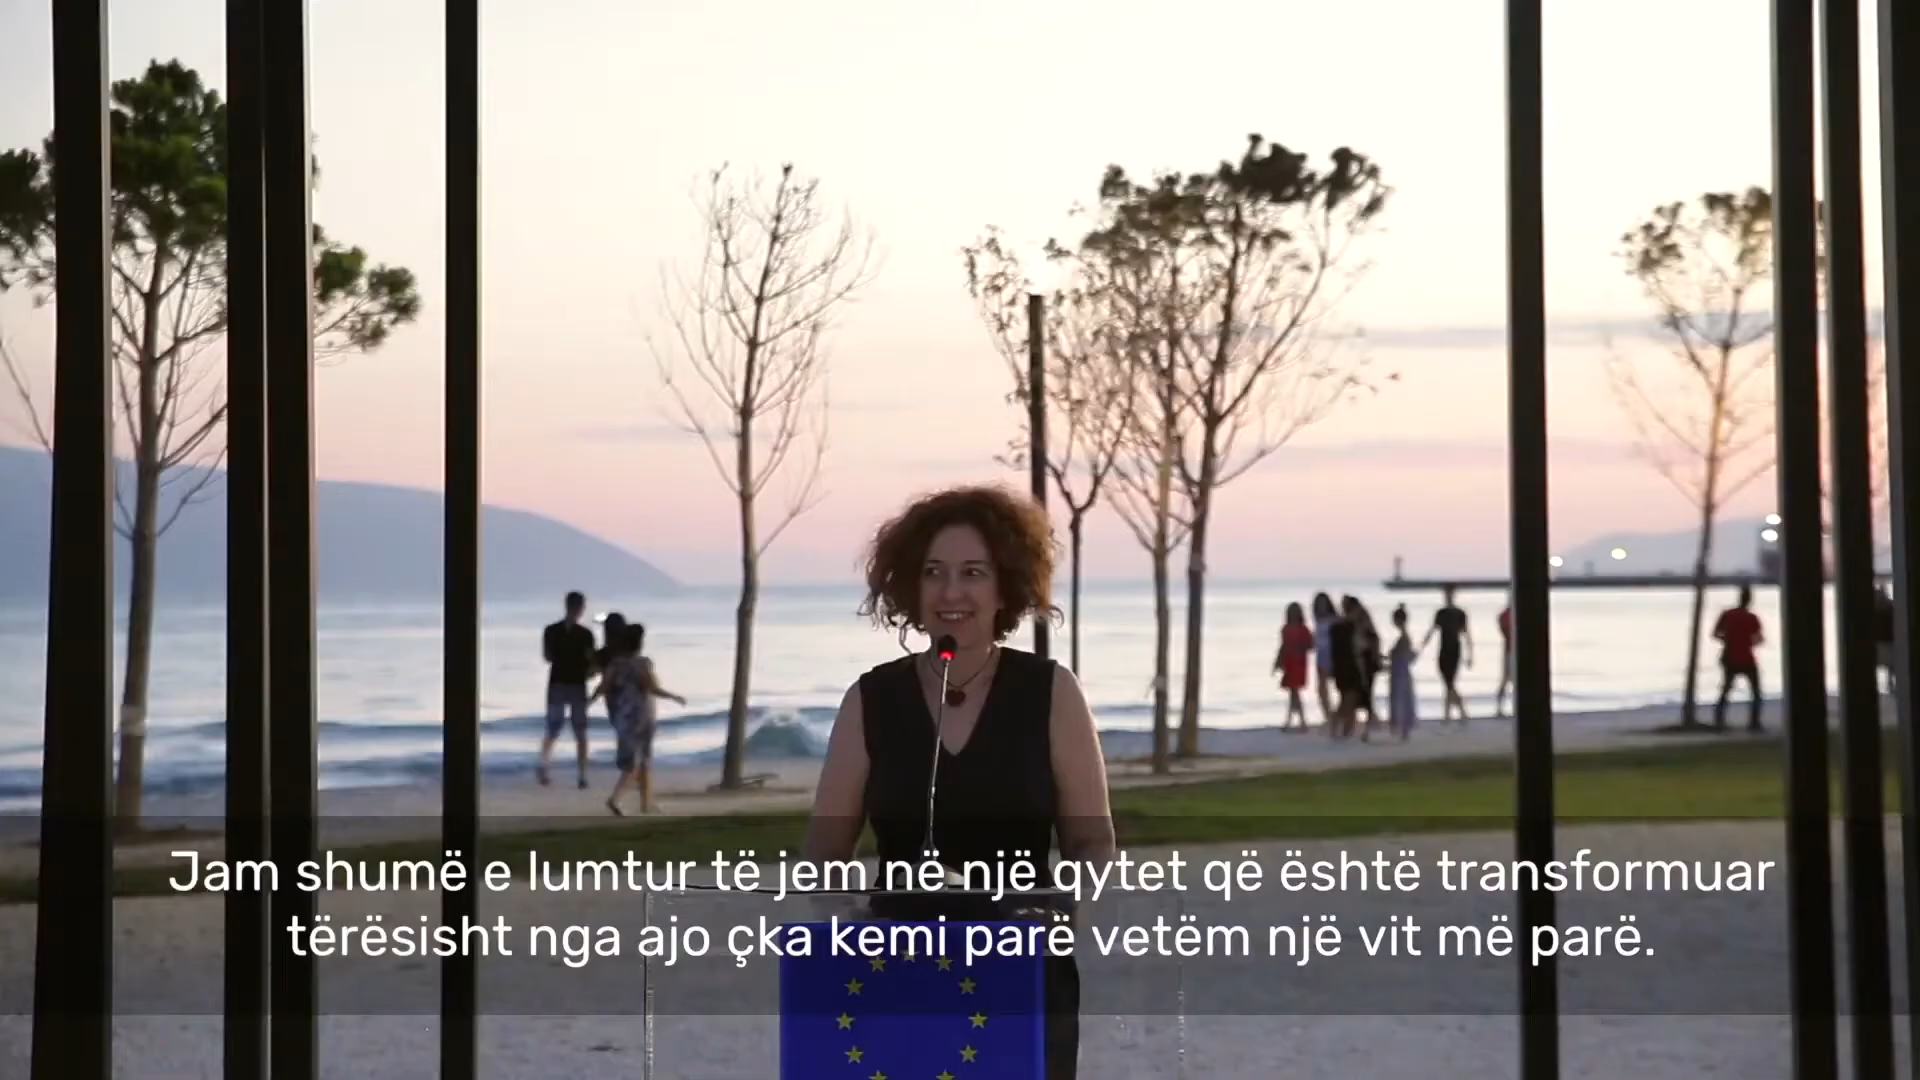 Jam shumë e lumtur të jem në një qytet që është transformuar
tërësisht nga ajo çka kemi parë vetëm një vit më parë.